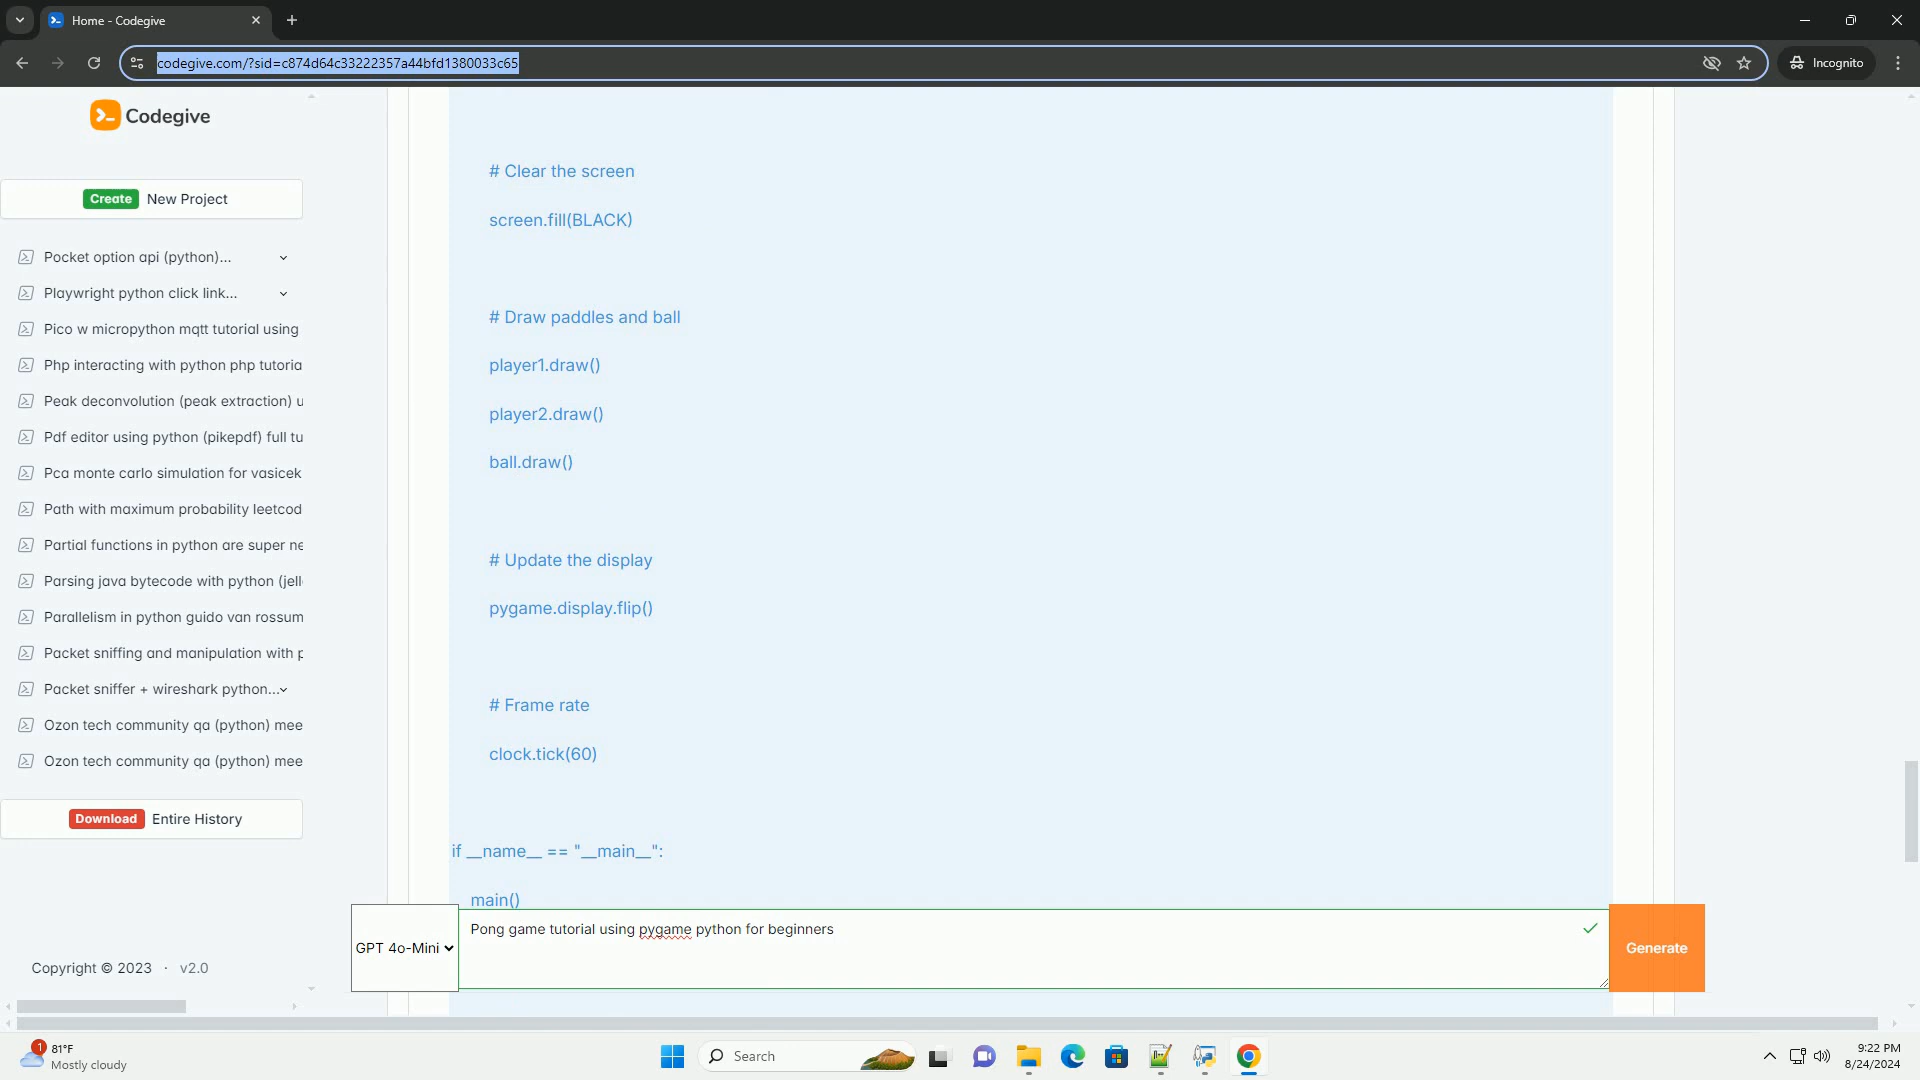 Home - Codegive
codegive.com/?sid=c874d64c33222357a44bfd1380033c65
Incognito
Codegive
Create New Project
Pocket option api (python)...
Playwright python click link...
Pico w micropython mqtt tutorial using
Php interacting with python php tutoria
Peak deconvolution (peak extraction) u
Pdf editor using python (pikepdf) full tu
Pca monte carlo simulation for vasicek
Path with maximum probability leetcod
Partial functions in python are super ne
Parsing java bytecode with python (jell
Parallelism in python guido van rossum
Packet sniffing and manipulation with p
Packet sniffer + wireshark python...
Ozon tech community qa (python) mee
Ozon tech community qa (python) mee
Download Entire History
Copyright © 2023 · v2.0
# Clear the screen
screen.fill(BLACK)
# Draw paddles and ball
player1.draw()
player2.draw()
ball.draw()
# Update the display
pygame.display.flip()
# Frame rate
clock.tick(60)
if __name__ == "__main__":
main()
GPT 4o-Mini
Pong game tutorial using pygame python for beginners
Generate
1
81°F
Mostly cloudy
Search
9:22 PM
8/24/2024